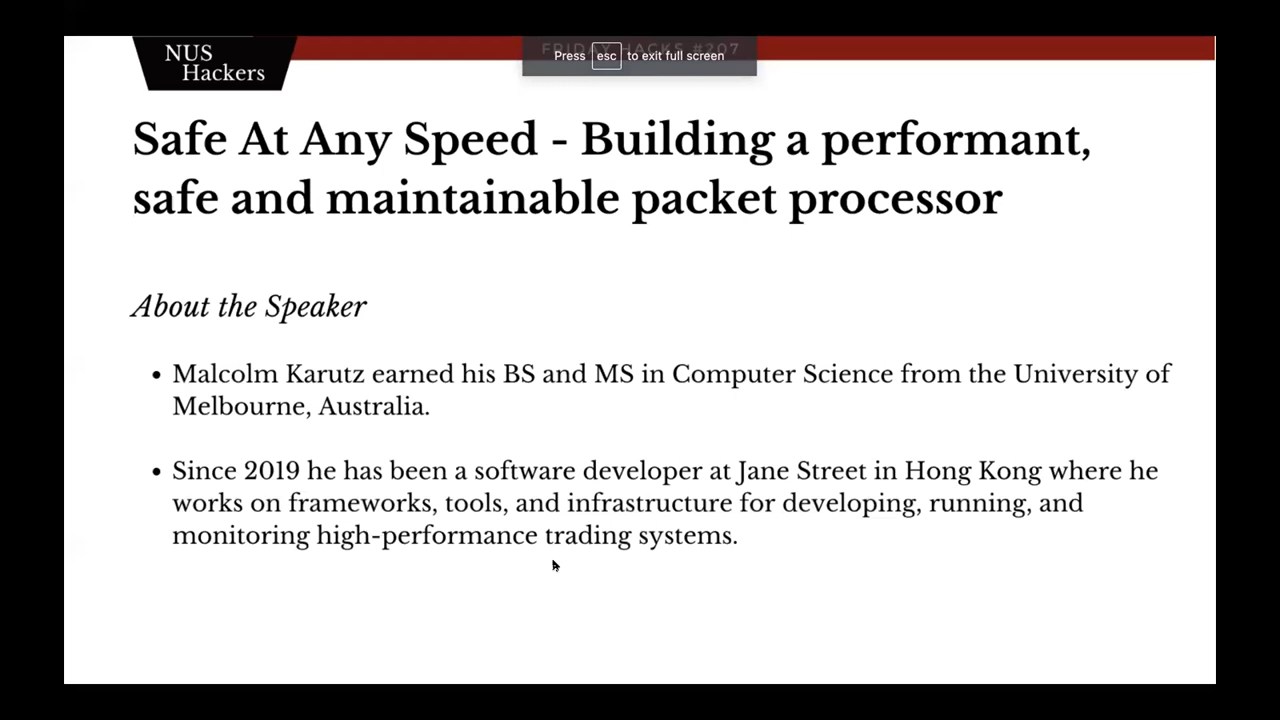 NUS
Hackers
FRIDAY HACKS #207
Press esc to exit full screen
Safe At Any Speed - Building a performant,
safe and maintainable packet processor
About the Speaker
• Malcolm Karutz earned his BS and MS in Computer Science from the University of
Melbourne, Australia.
• Since 2019 he has been a software developer at Jane Street in Hong Kong where he
works on frameworks, tools, and infrastructure for developing, running, and
monitoring high-performance trading systems.